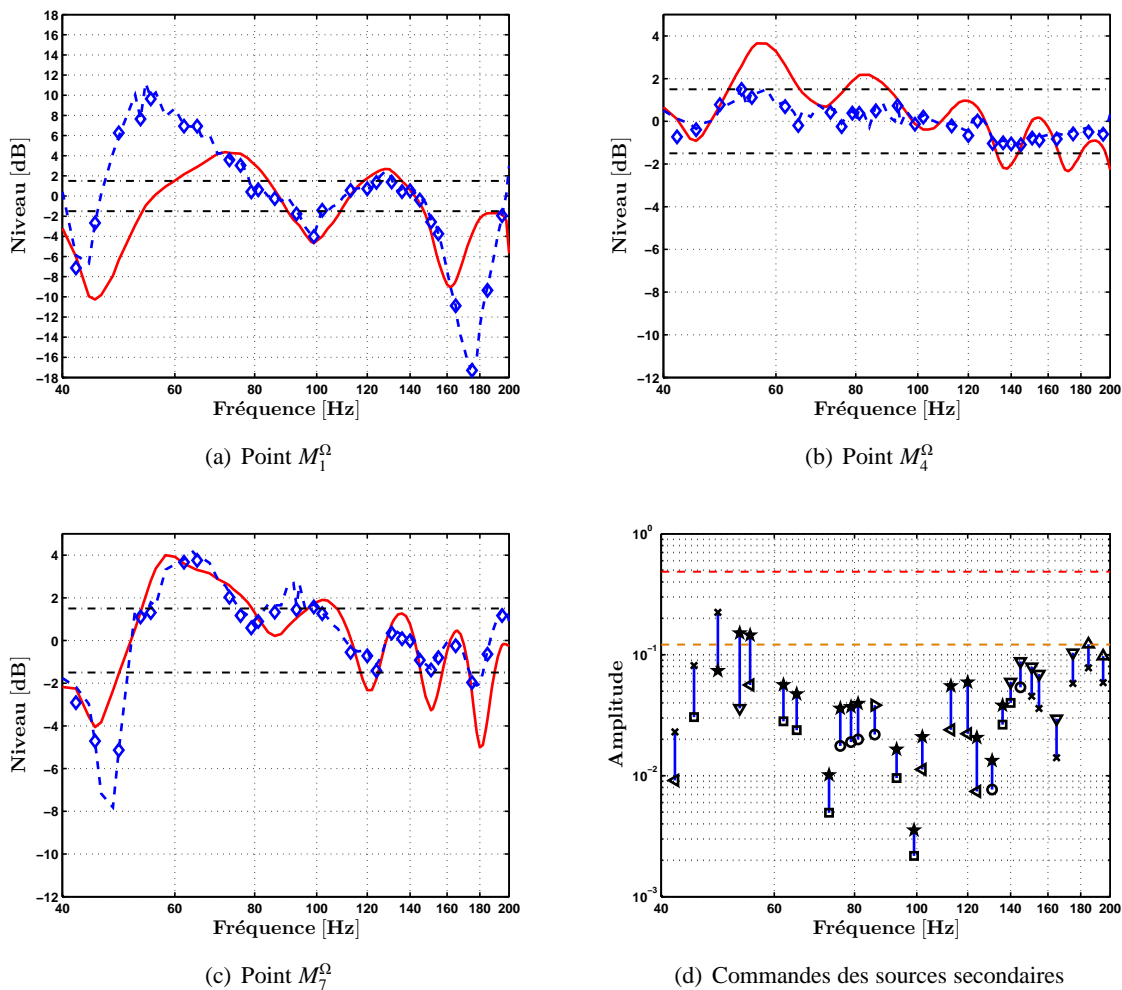 18
16
14
12
10
8
6
4
2
0
−2
−4
−6
−8
−10
−12
−14
−16
−18
Niveau [dB]
40 60 80 100 120 140 160 180 200
Fréquence [Hz]
(a) Point M₁^Ω
4
2
0
−2
−4
−6
−8
−10
−12
Niveau [dB]
40 60 80 100 120 140 160 180 200
Fréquence [Hz]
(b) Point M₄^Ω
4
2
0
−2
−4
−6
−8
−10
−12
Niveau [dB]
40 60 80 100 120 140 160 180 200
Fréquence [Hz]
(c) Point M₇^Ω
10⁰
10⁻¹
10⁻²
10⁻³
Amplitude
40 60 80 100 120 140 160 180 200
Fréquence [Hz]
(d) Commandes des sources secondaires